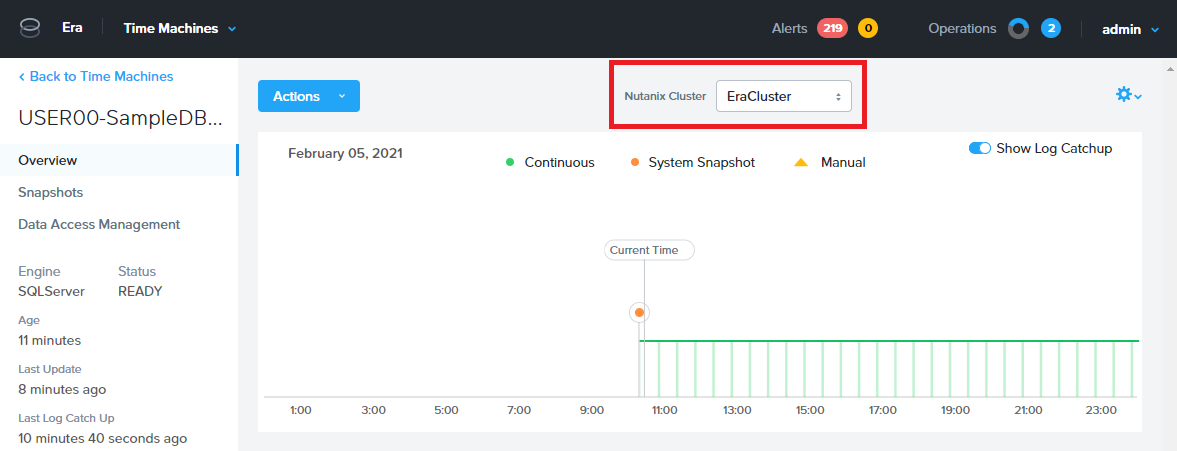 Era Time Machines Alerts 219 0 Operations 2 admin
Back to Time Machines
USER00-SampleDB...
Overview
Snapshots
Data Access Management
Engine Status
SQLServer READY
Age
11 minutes
Last Update
8 minutes ago
Last Log Catch Up
10 minutes 40 seconds ago
Actions
Nutanix Cluster EraCluster
February 05, 2021
Continuous System Snapshot Manual
Show Log Catchup
Current Time
1:00 3:00 5:00 7:00 9:00 11:00 13:00 15:00 17:00 19:00 21:00 23:00